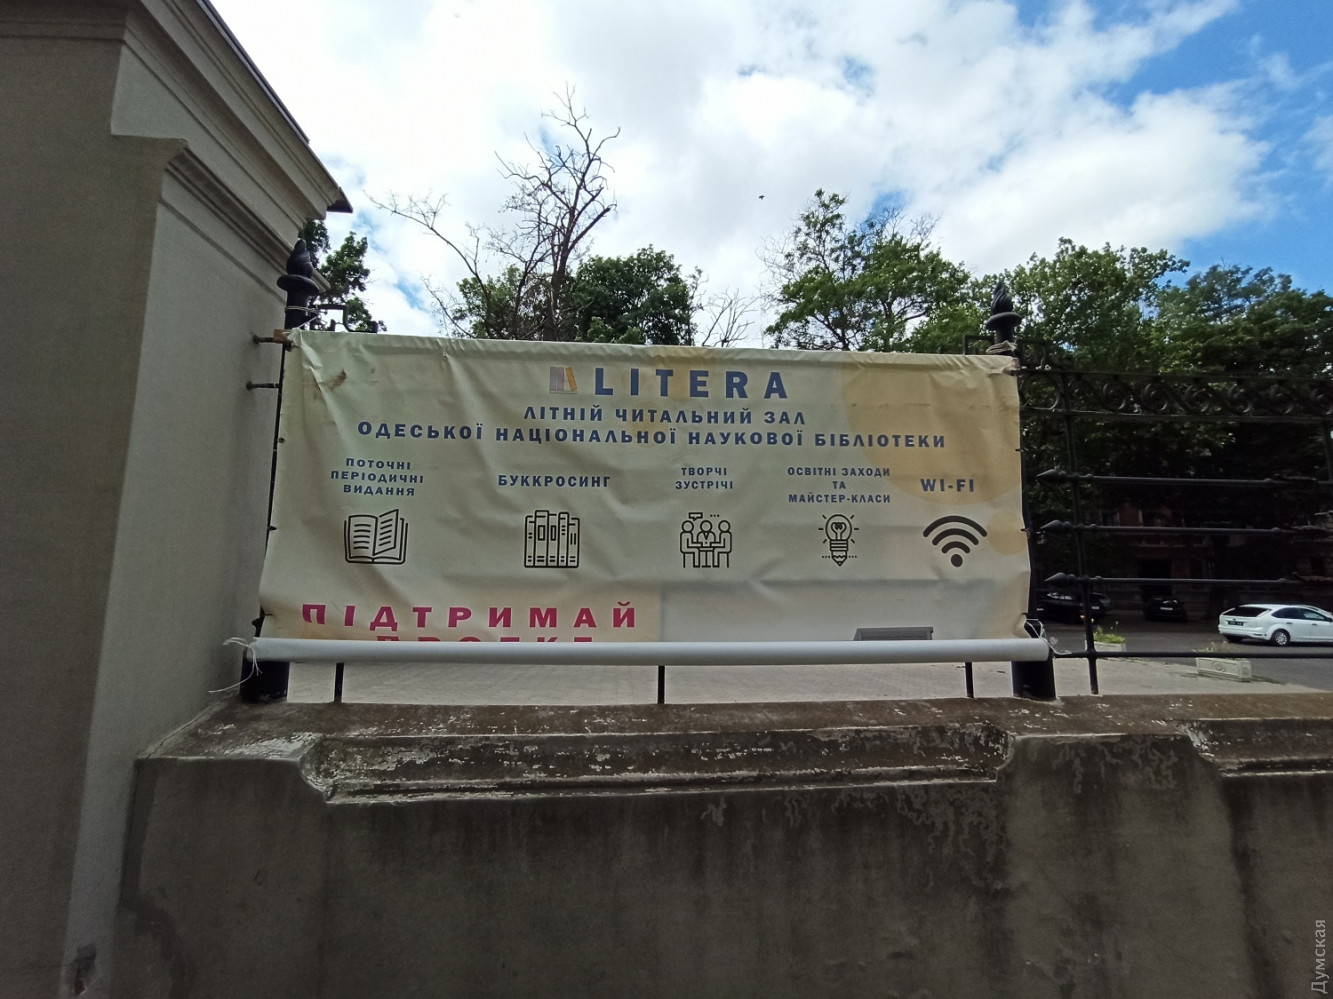 LITERA
ЛІТНІЙ ЧИТАЛЬНИЙ ЗАЛ
ОДЕСЬКОЇ НАЦІОНАЛЬНОЇ НАУКОВОЇ БІБЛІОТЕКИ
ПОТОЧНІ
ПЕРІОДИЧНІ
ВИДАННЯ
БУККРОСИНГ
ТВОРЧІ
ЗУСТРІЧІ
ОСВІТНІ ЗАХОДИ
ТА
МАЙСТЕР-КЛАСИ
WI-FI
ПІДТРИМАЙ
Думская